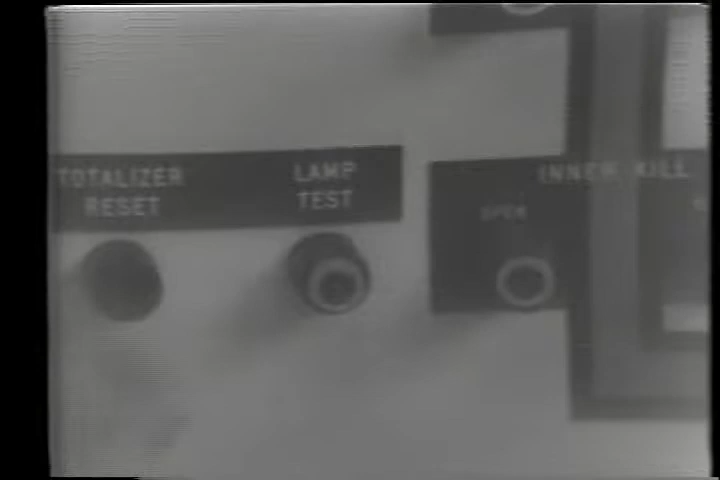 TOTALIZER
RESET
LAMP
TEST
INNER KILL
OPEN